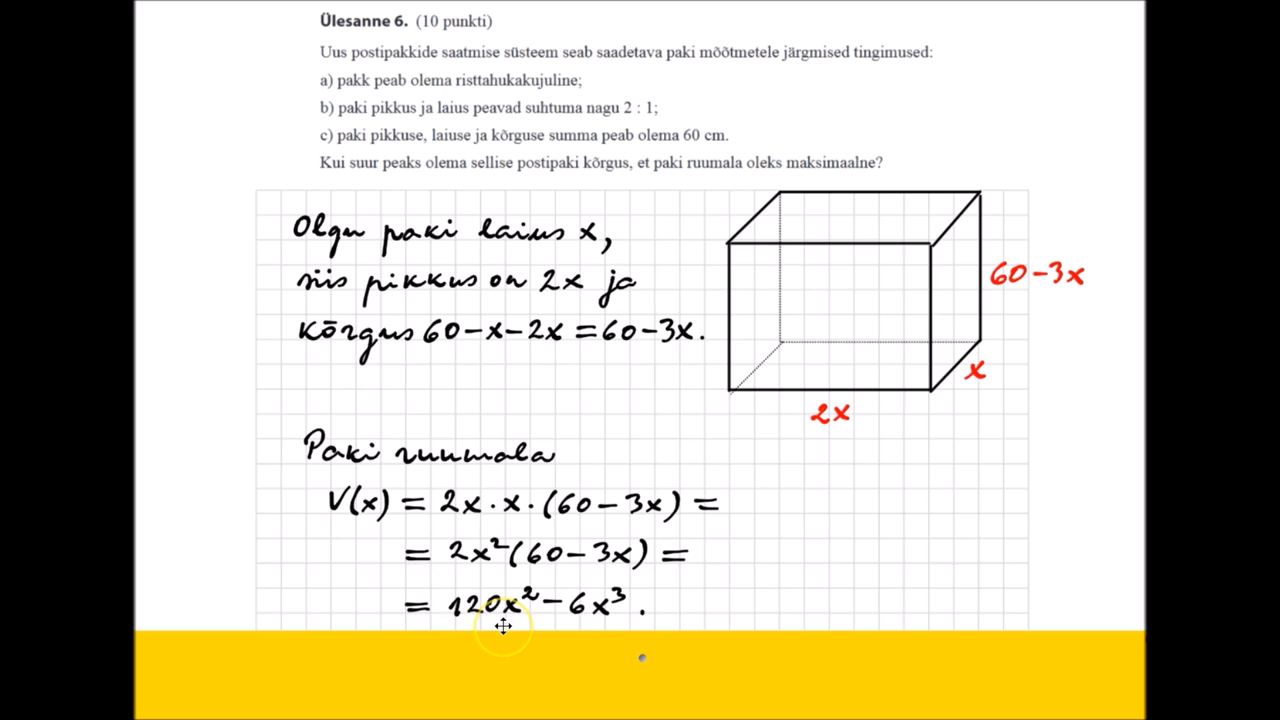 Ülesanne 6. (10 punkti)
Uus postipakkide saatmise süsteem seab saadetava paki mõõtmetele järgmised tingimused:
a) pakk peab olema risttahukakujuline;
b) paki pikkus ja laius peavad suhtuma nagu 2 : 1;
c) paki pikkuse, laiuse ja kõrguse summa peab olema 60 cm.
Kui suur peaks olema sellise postipaki kõrgus, et paki ruumala oleks maksimaalne?
Olgu paki laius x,
siis pikkus on 2x ja
kõrgus 60-x-2x=60-3x.
60-3x
x
2x
Paki ruumala
V(x) = 2x·x·(60-3x) =
= 2x²(60-3x) =
= 120x²-6x³.